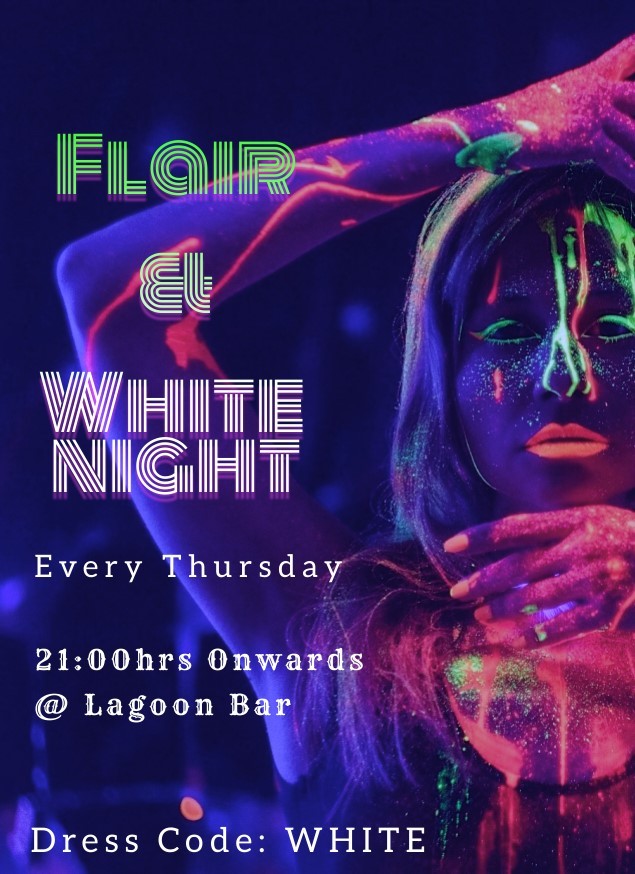 Flair
&
WHITE
NIGHT
Every Thursday
21:00hrs Onwards
@ Lagoon Bar
Dress Code: WHITE